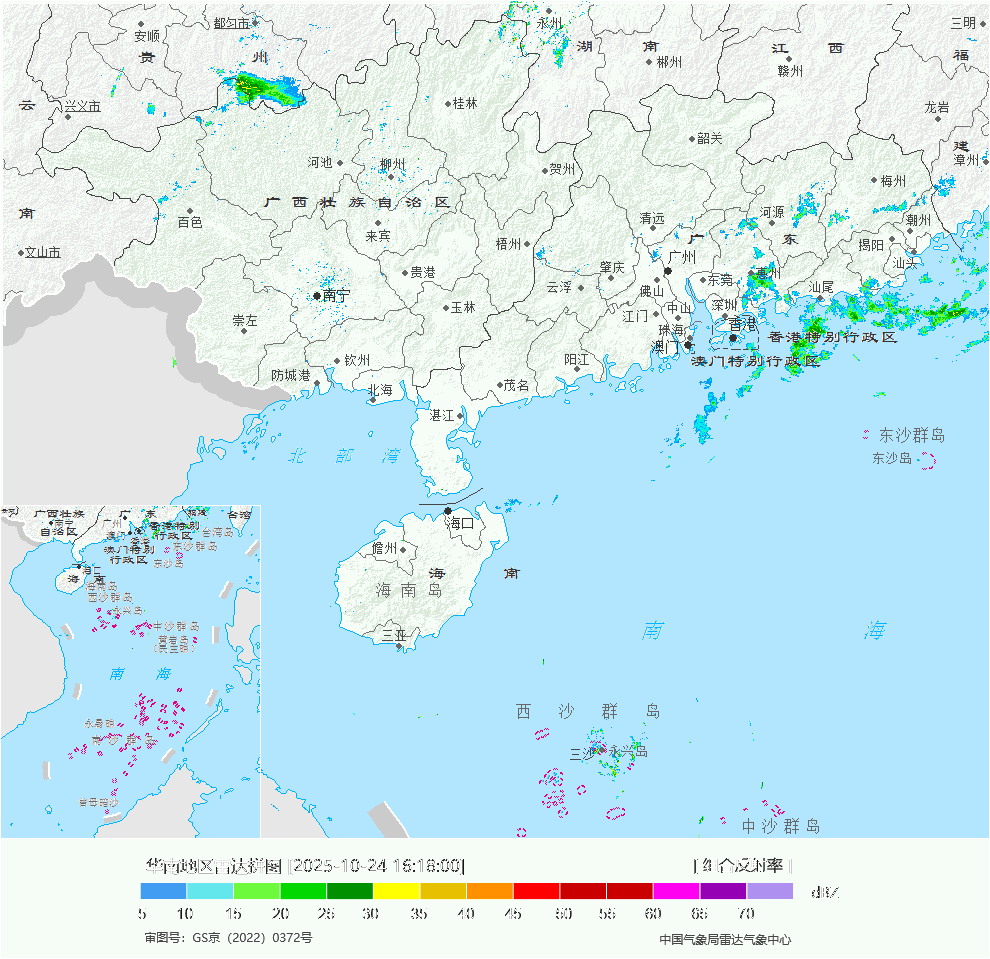 永州
三明
都匀市
安顺
贵 州
湖 南
江 西
福
郴州
赣州
云
兴义市
桂林
龙岩
韶关
建
河池
柳州
贺州
漳州
梅州
广西壮族自治区
南
百色
清远
河源
潮州
来宾
梧州
广 东
揭阳
文山市
广州
汕头
贵港
肇庆
东莞
惠州
南宁
云浮
佛山
汕尾
玉林
中山
深圳
崇左
江门
珠海
香港
香港特别行政区
澳门
澳门特别行政区
钦州
阳江
防城港
茂名
北海
湛江
东沙群岛
北部湾
东沙岛
海口
儋州
海 南
海南岛
三亚
南 海
西沙群岛
三沙
永兴岛
中沙群岛
广西壮族
自治区
南宁
广 东
广州
香港特别
行政区
澳门特别
行政区
台湾
台湾岛
东沙群岛
东沙岛
海 南
海口
海南岛
西沙群岛
永兴岛
中沙群岛
黄岩岛
南 海
永暑礁
南沙群岛
曾母暗沙
华南地区雷达拼图 [2025-10-24 16:18:00]
[组合反射率]
5 10 15 20 25 30 35 40 45 50 55 60 65 70
dBZ
审图号：GS京（2022）0372号
中国气象局雷达气象中心